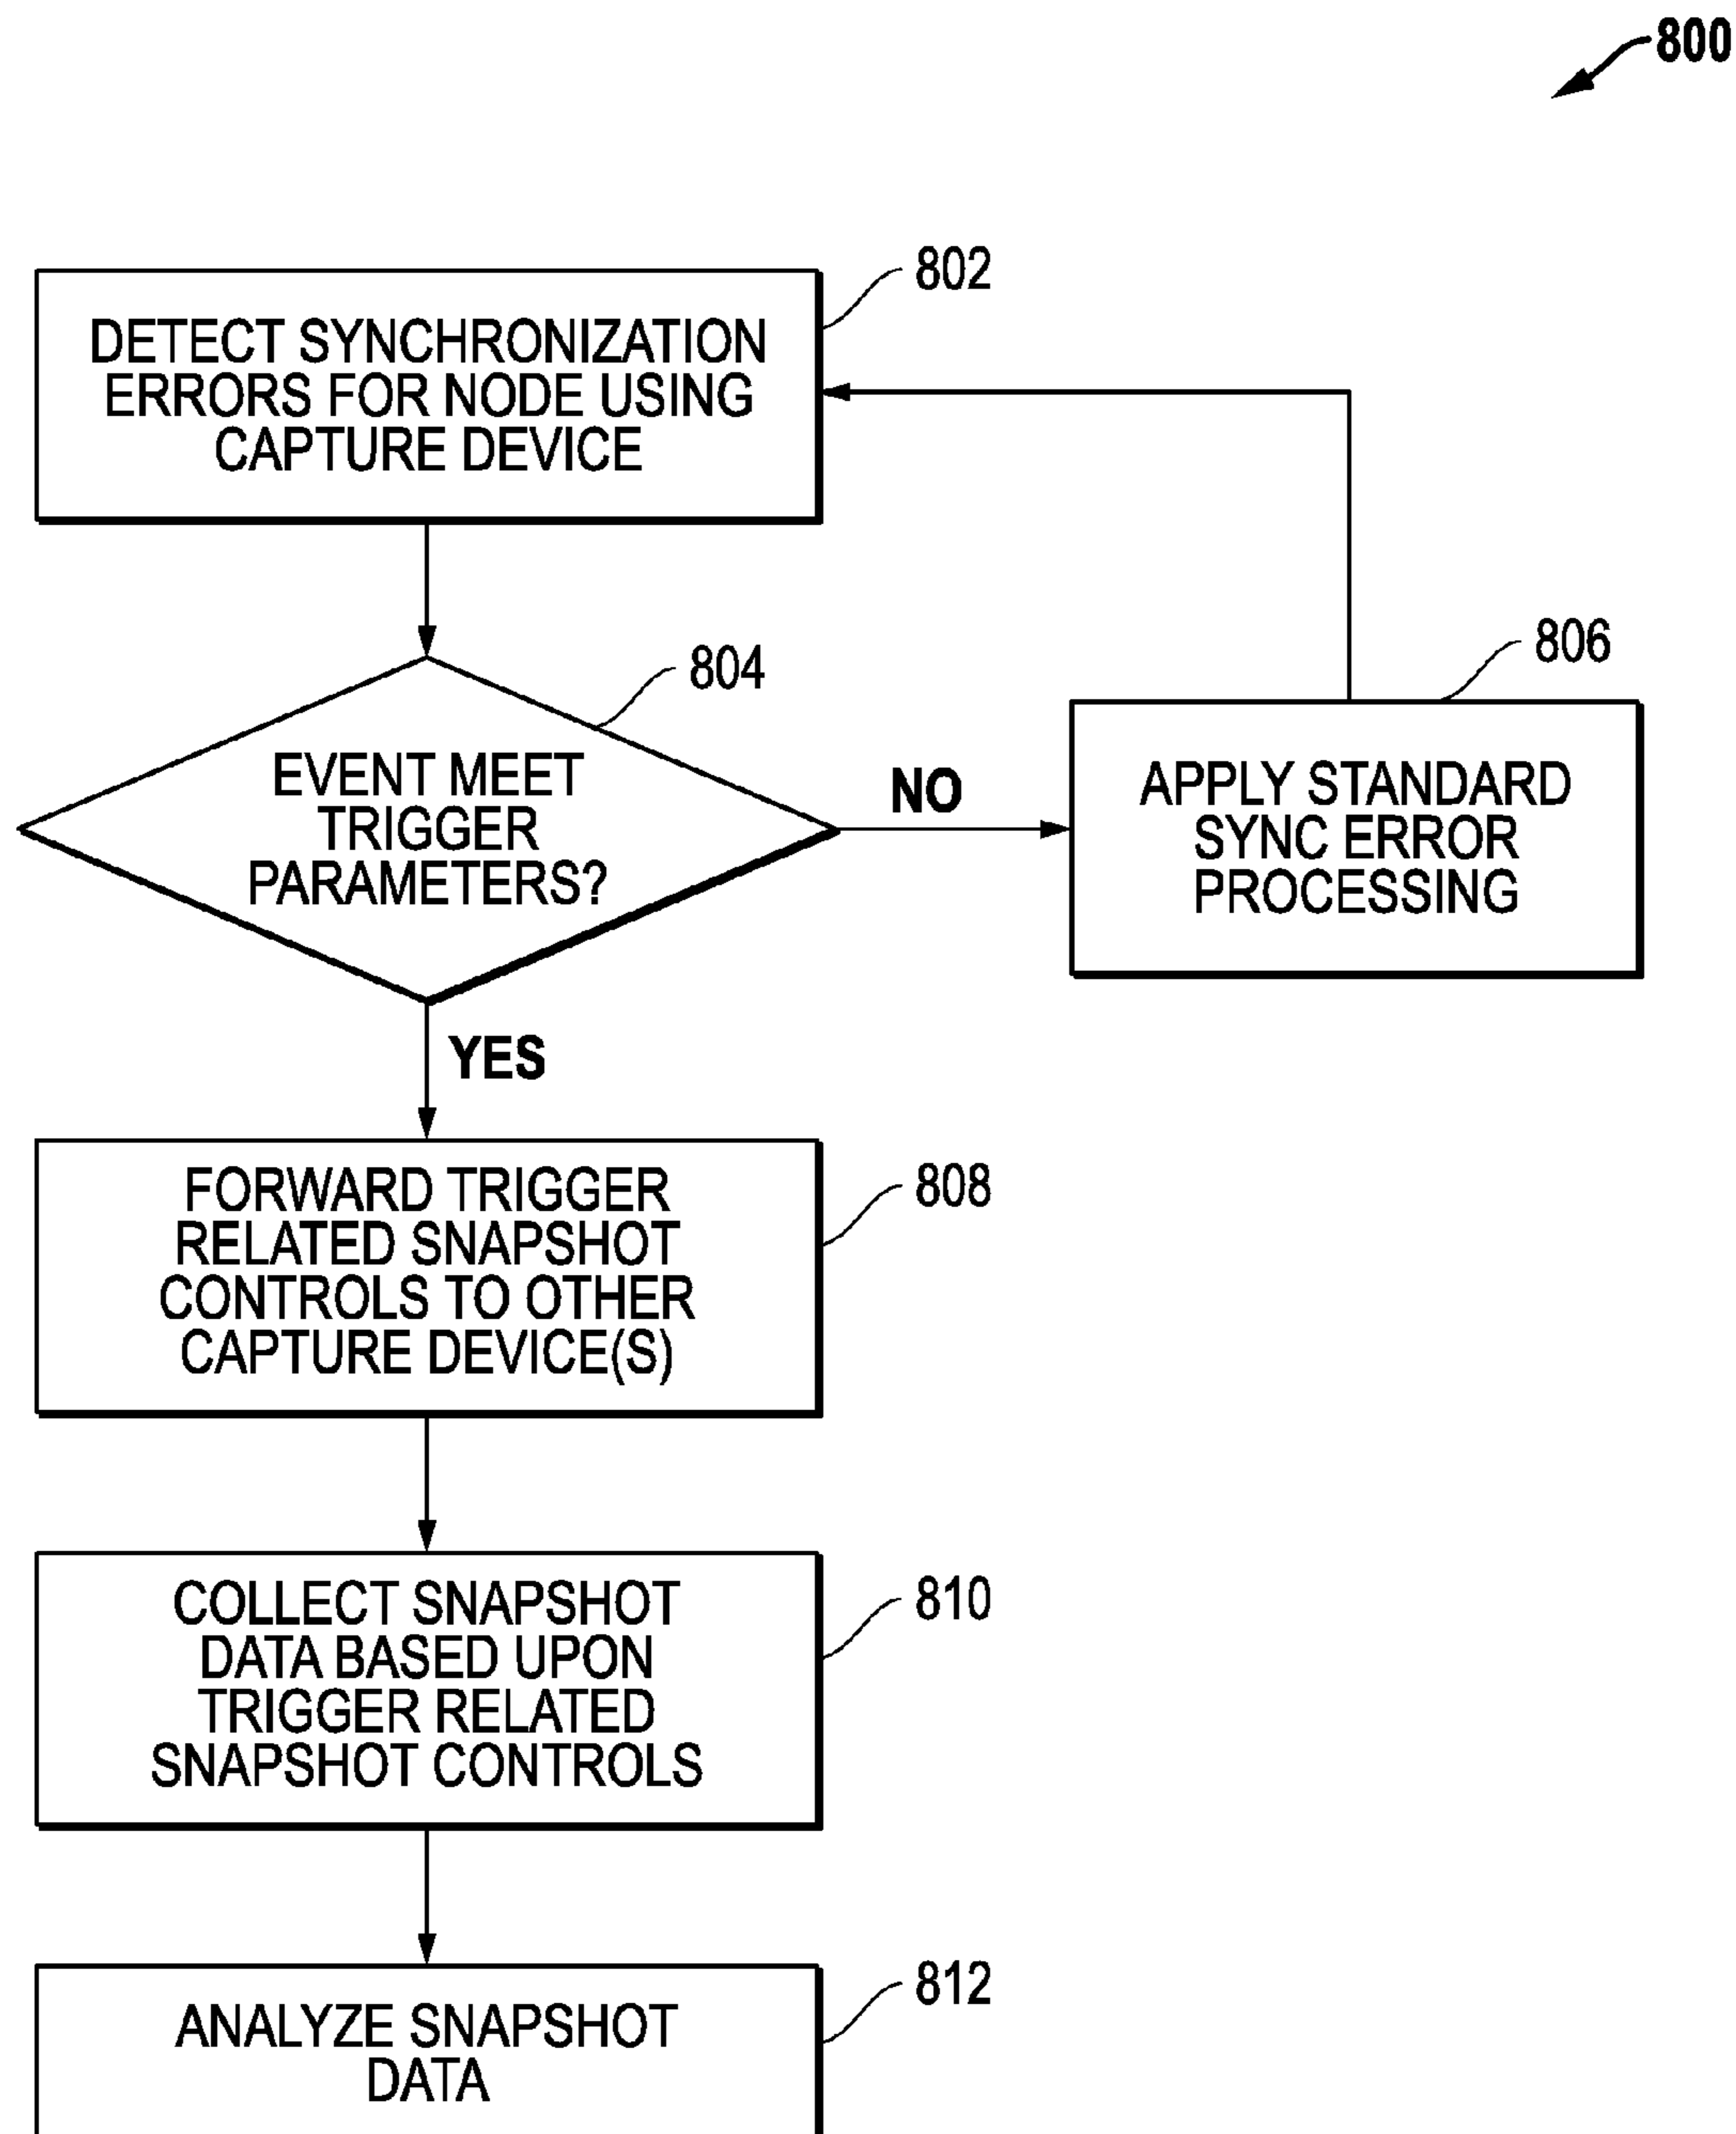 800
802
DETECT SYNCHRONIZATION
ERRORS FOR NODE USING
CAPTURE DEVICE
804
EVENT MEET
TRIGGER
PARAMETERS?
NO
806
APPLY STANDARD
SYNC ERROR
PROCESSING
YES
808
FORWARD TRIGGER
RELATED SNAPSHOT
CONTROLS TO OTHER
CAPTURE DEVICE(S)
810
COLLECT SNAPSHOT
DATA BASED UPON
TRIGGER RELATED
SNAPSHOT CONTROLS
812
ANALYZE SNAPSHOT
DATA